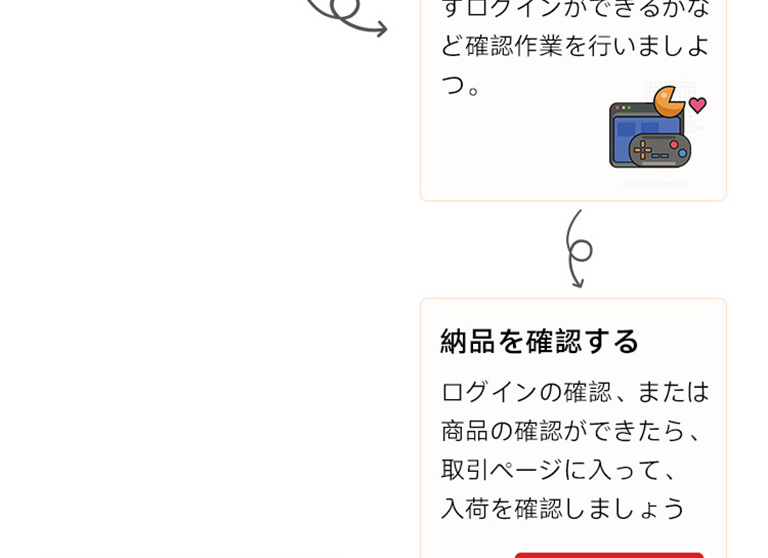 すログインができるかな
ど確認作業を行いましよ
つ。
納品を確認する
ログインの確認、または
商品の確認ができたら、
取引ページに入って、
入荷を確認しましょう